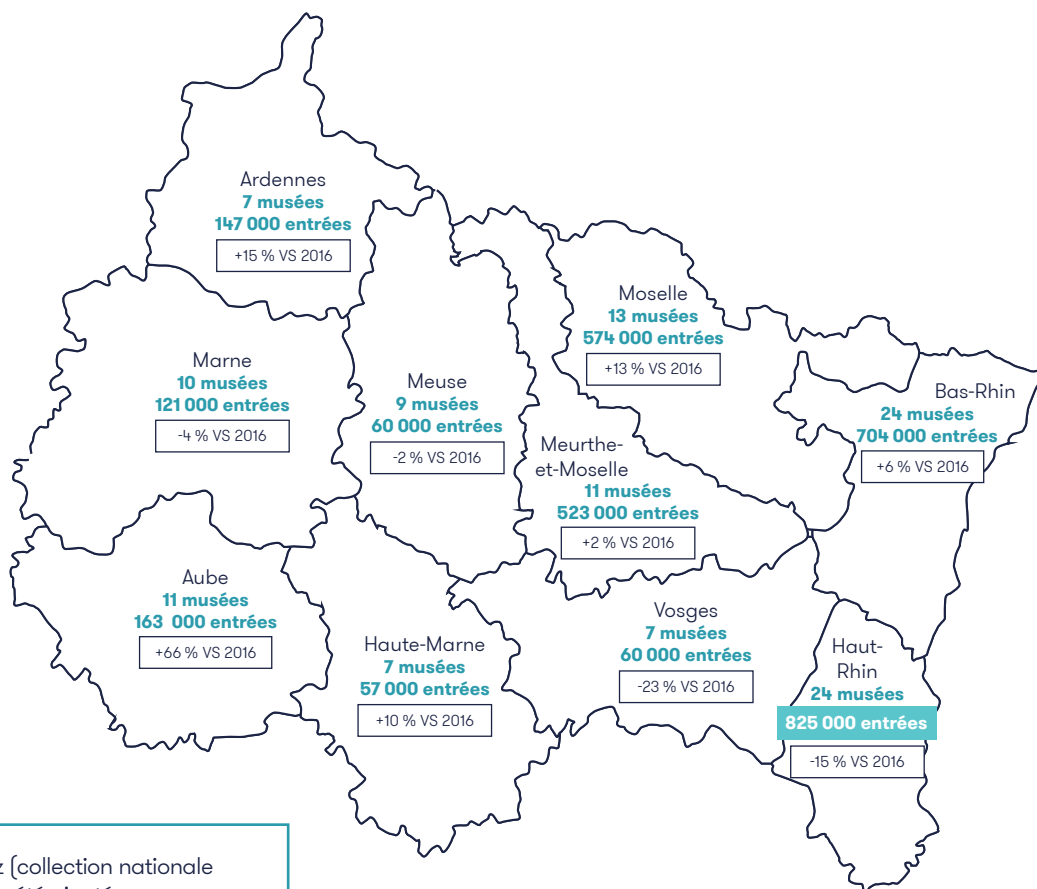 Ardennes
7 musées
147 000 entrées
+15 % VS 2016
Moselle
13 musées
574 000 entrées
+13 % VS 2016
Marne
10 musées
121 000 entrées
-4 % VS 2016
Meuse
9 musées
60 000 entrées
-2 % VS 2016
Bas-Rhin
24 musées
704 000 entrées
+6 % VS 2016
Meurthe-
et-Moselle
11 musées
523 000 entrées
+2 % VS 2016
Aube
11 musées
163 000 entrées
+66 % VS 2016
Haute-Marne
7 musées
57 000 entrées
+10 % VS 2016
Vosges
7 musées
60 000 entrées
-23 % VS 2016
Haut-
Rhin
24 musées
825 000 entrées
-15 % VS 2016
z (collection nationale